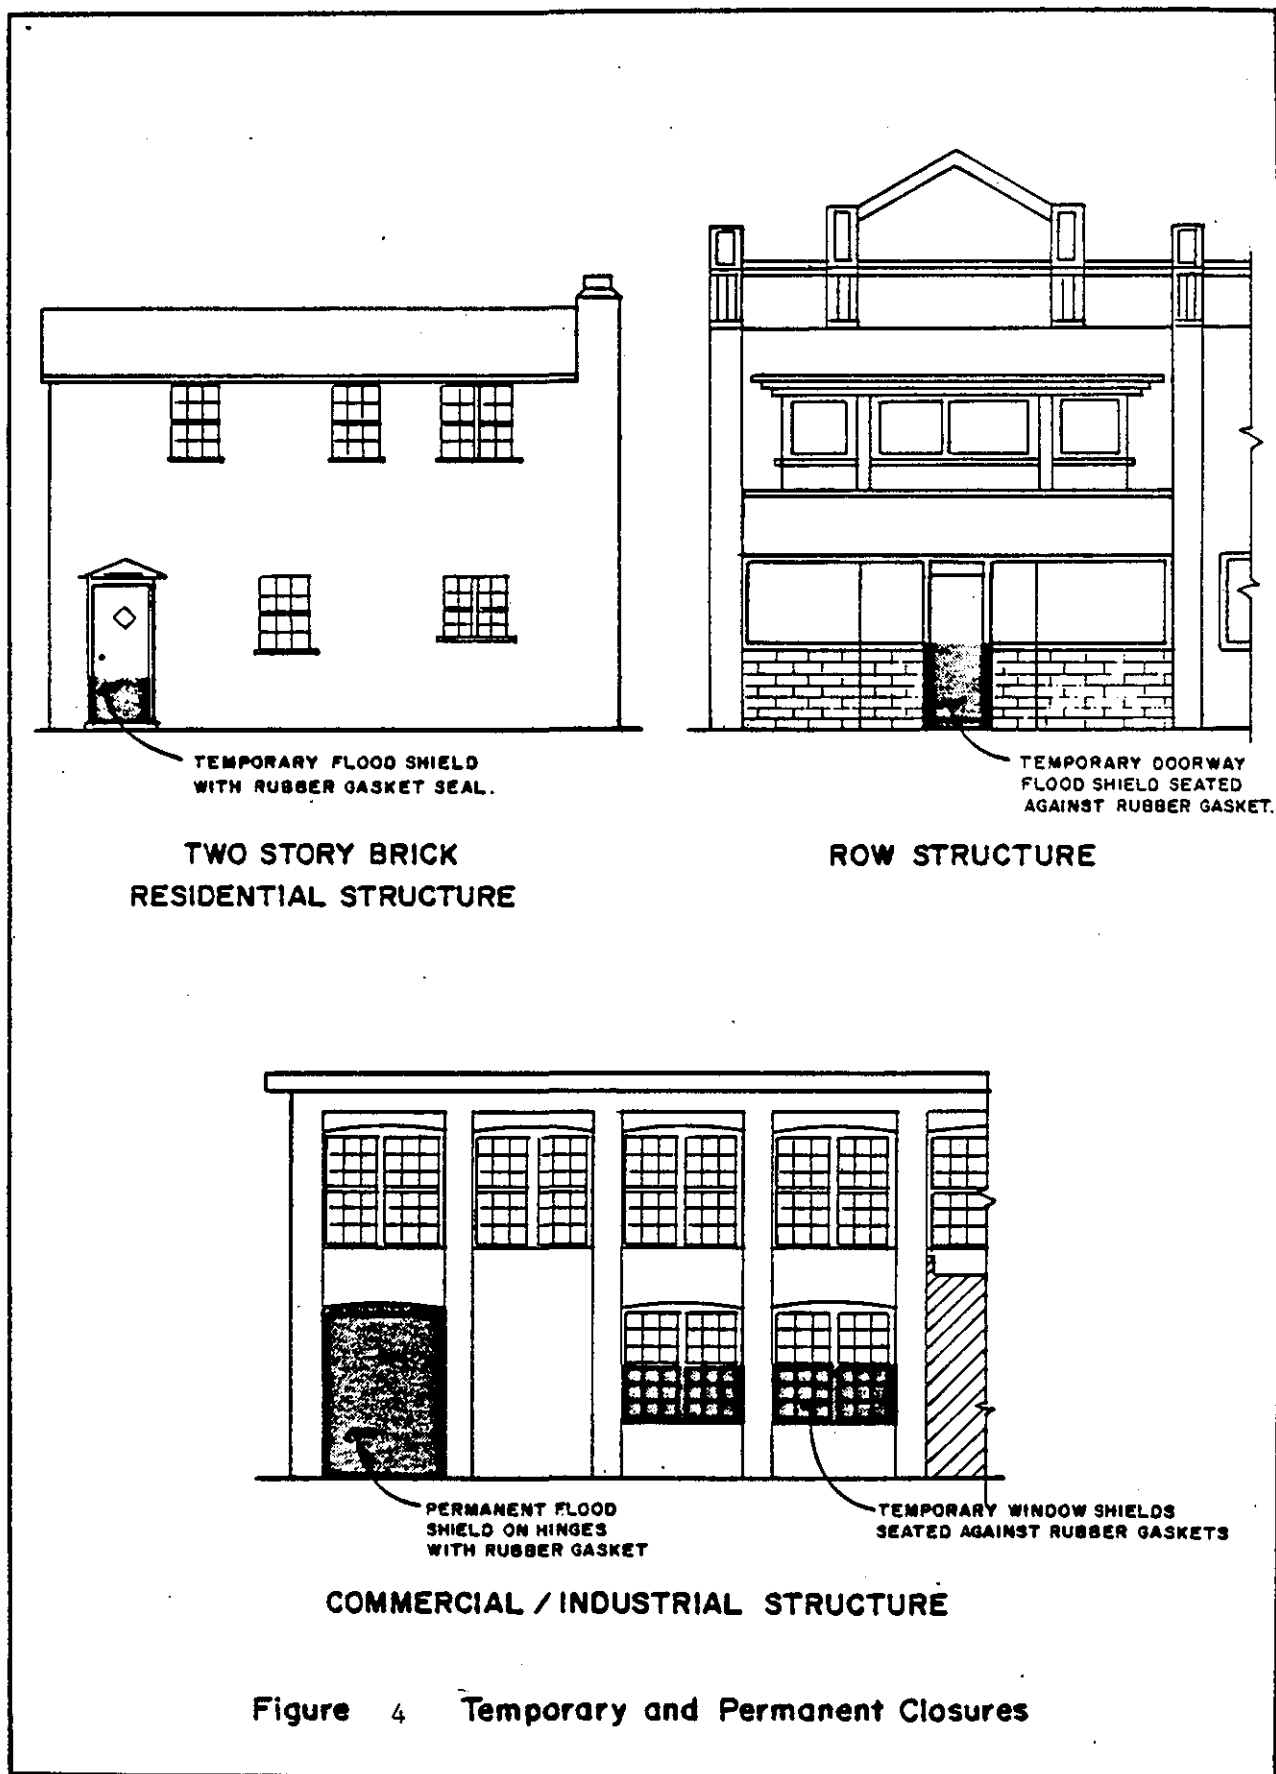 TEMPORARY FLOOD SHIELD
WITH RUBBER GASKET SEAL.
TWO STORY BRICK
RESIDENTIAL STRUCTURE
TEMPORARY DOORWAY
FLOOD SHIELD SEATED
AGAINST RUBBER GASKET.
ROW STRUCTURE
PERMANENT FLOOD
SHIELD ON HINGES
WITH RUBBER GASKET
TEMPORARY WINDOW SHIELDS
SEATED AGAINST RUBBER GASKETS
COMMERCIAL / INDUSTRIAL STRUCTURE
Figure 4 Temporary and Permanent Closures